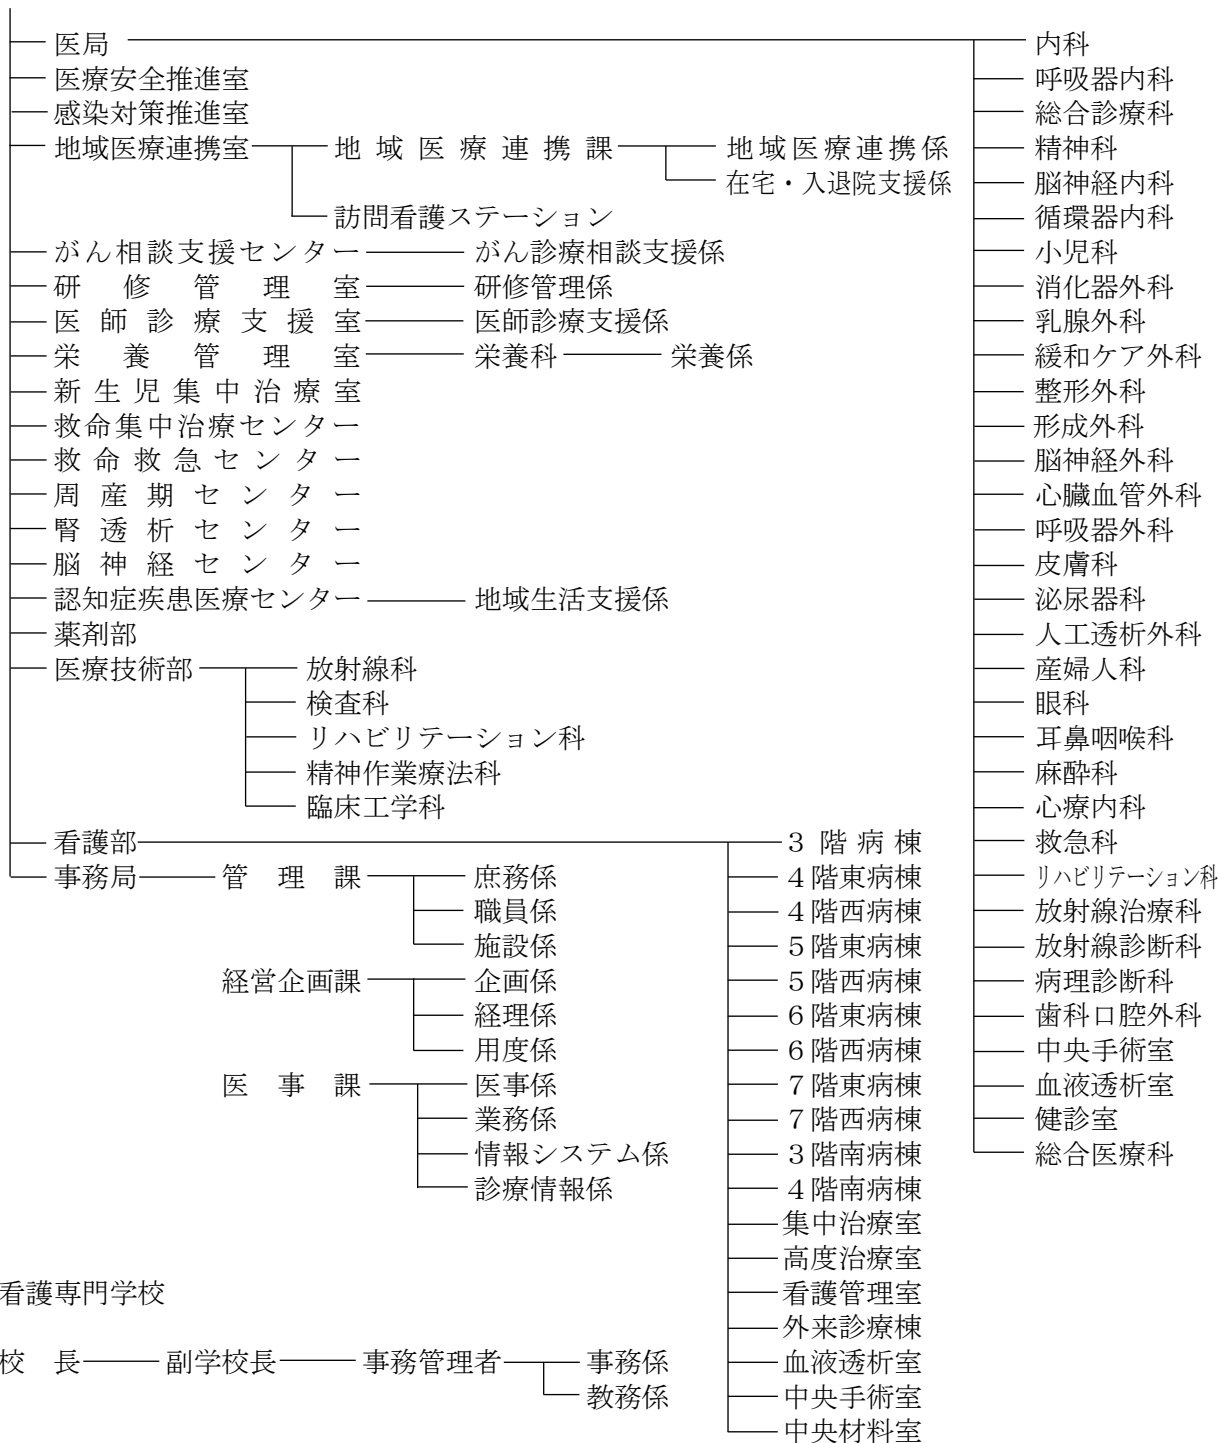 医局 内科
医療安全推進室 呼吸器内科
感染対策推進室 総合診療科
地域医療連携室 地域医療連携課 地域医療連携係 精神科
在宅・入退院支援係 脳神経内科
訪問看護ステーション 循環器内科
がん相談支援センター がん診療相談支援係 小児科
研修管理室 研修管理係 消化器外科
医師診療支援室 医師診療支援係 乳腺外科
栄養管理室 栄養科 栄養係 緩和ケア外科
新生児集中治療室 整形外科
救命集中治療センター 形成外科
救命救急センター 脳神経外科
周産期センター 心臓血管外科
腎透析センター 呼吸器外科
脳神経センター 皮膚科
認知症疾患医療センター 地域生活支援係 泌尿器科
薬剤部 人工透析外科
医療技術部 放射線科 産婦人科
検査科 眼科
リハビリテーション科 耳鼻咽喉科
精神作業療法科 麻酔科
臨床工学科 心療内科
看護部 3階病棟 救急科
事務局 管理課 庶務係 4階東病棟 リハビリテーション科
職員係 4階西病棟 放射線治療科
施設係 5階東病棟 放射線診断科
経営企画課 企画係 5階西病棟 病理診断科
経理係 6階東病棟 歯科口腔外科
用度係 6階西病棟 中央手術室
医事課 医事係 7階東病棟 血液透析室
業務係 7階西病棟 健診室
情報システム係 3階南病棟 総合医療科
診療情報係 4階南病棟
集中治療室
高度治療室
看護専門学校 看護管理室
外来診療棟
校長 副学校長 事務管理者 事務係 血液透析室
教務係 中央手術室
中央材料室